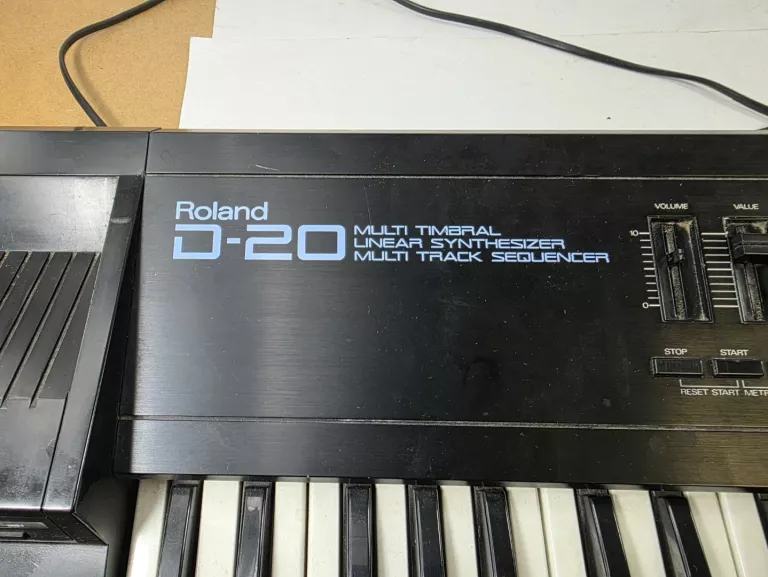 Roland
D-20
MULTI TIMBRAL
LINEAR SYNTHESIZER
MULTI TRACK SEQUENCER
VOLUME
VALUE
10
0
STOP
START
RESET START